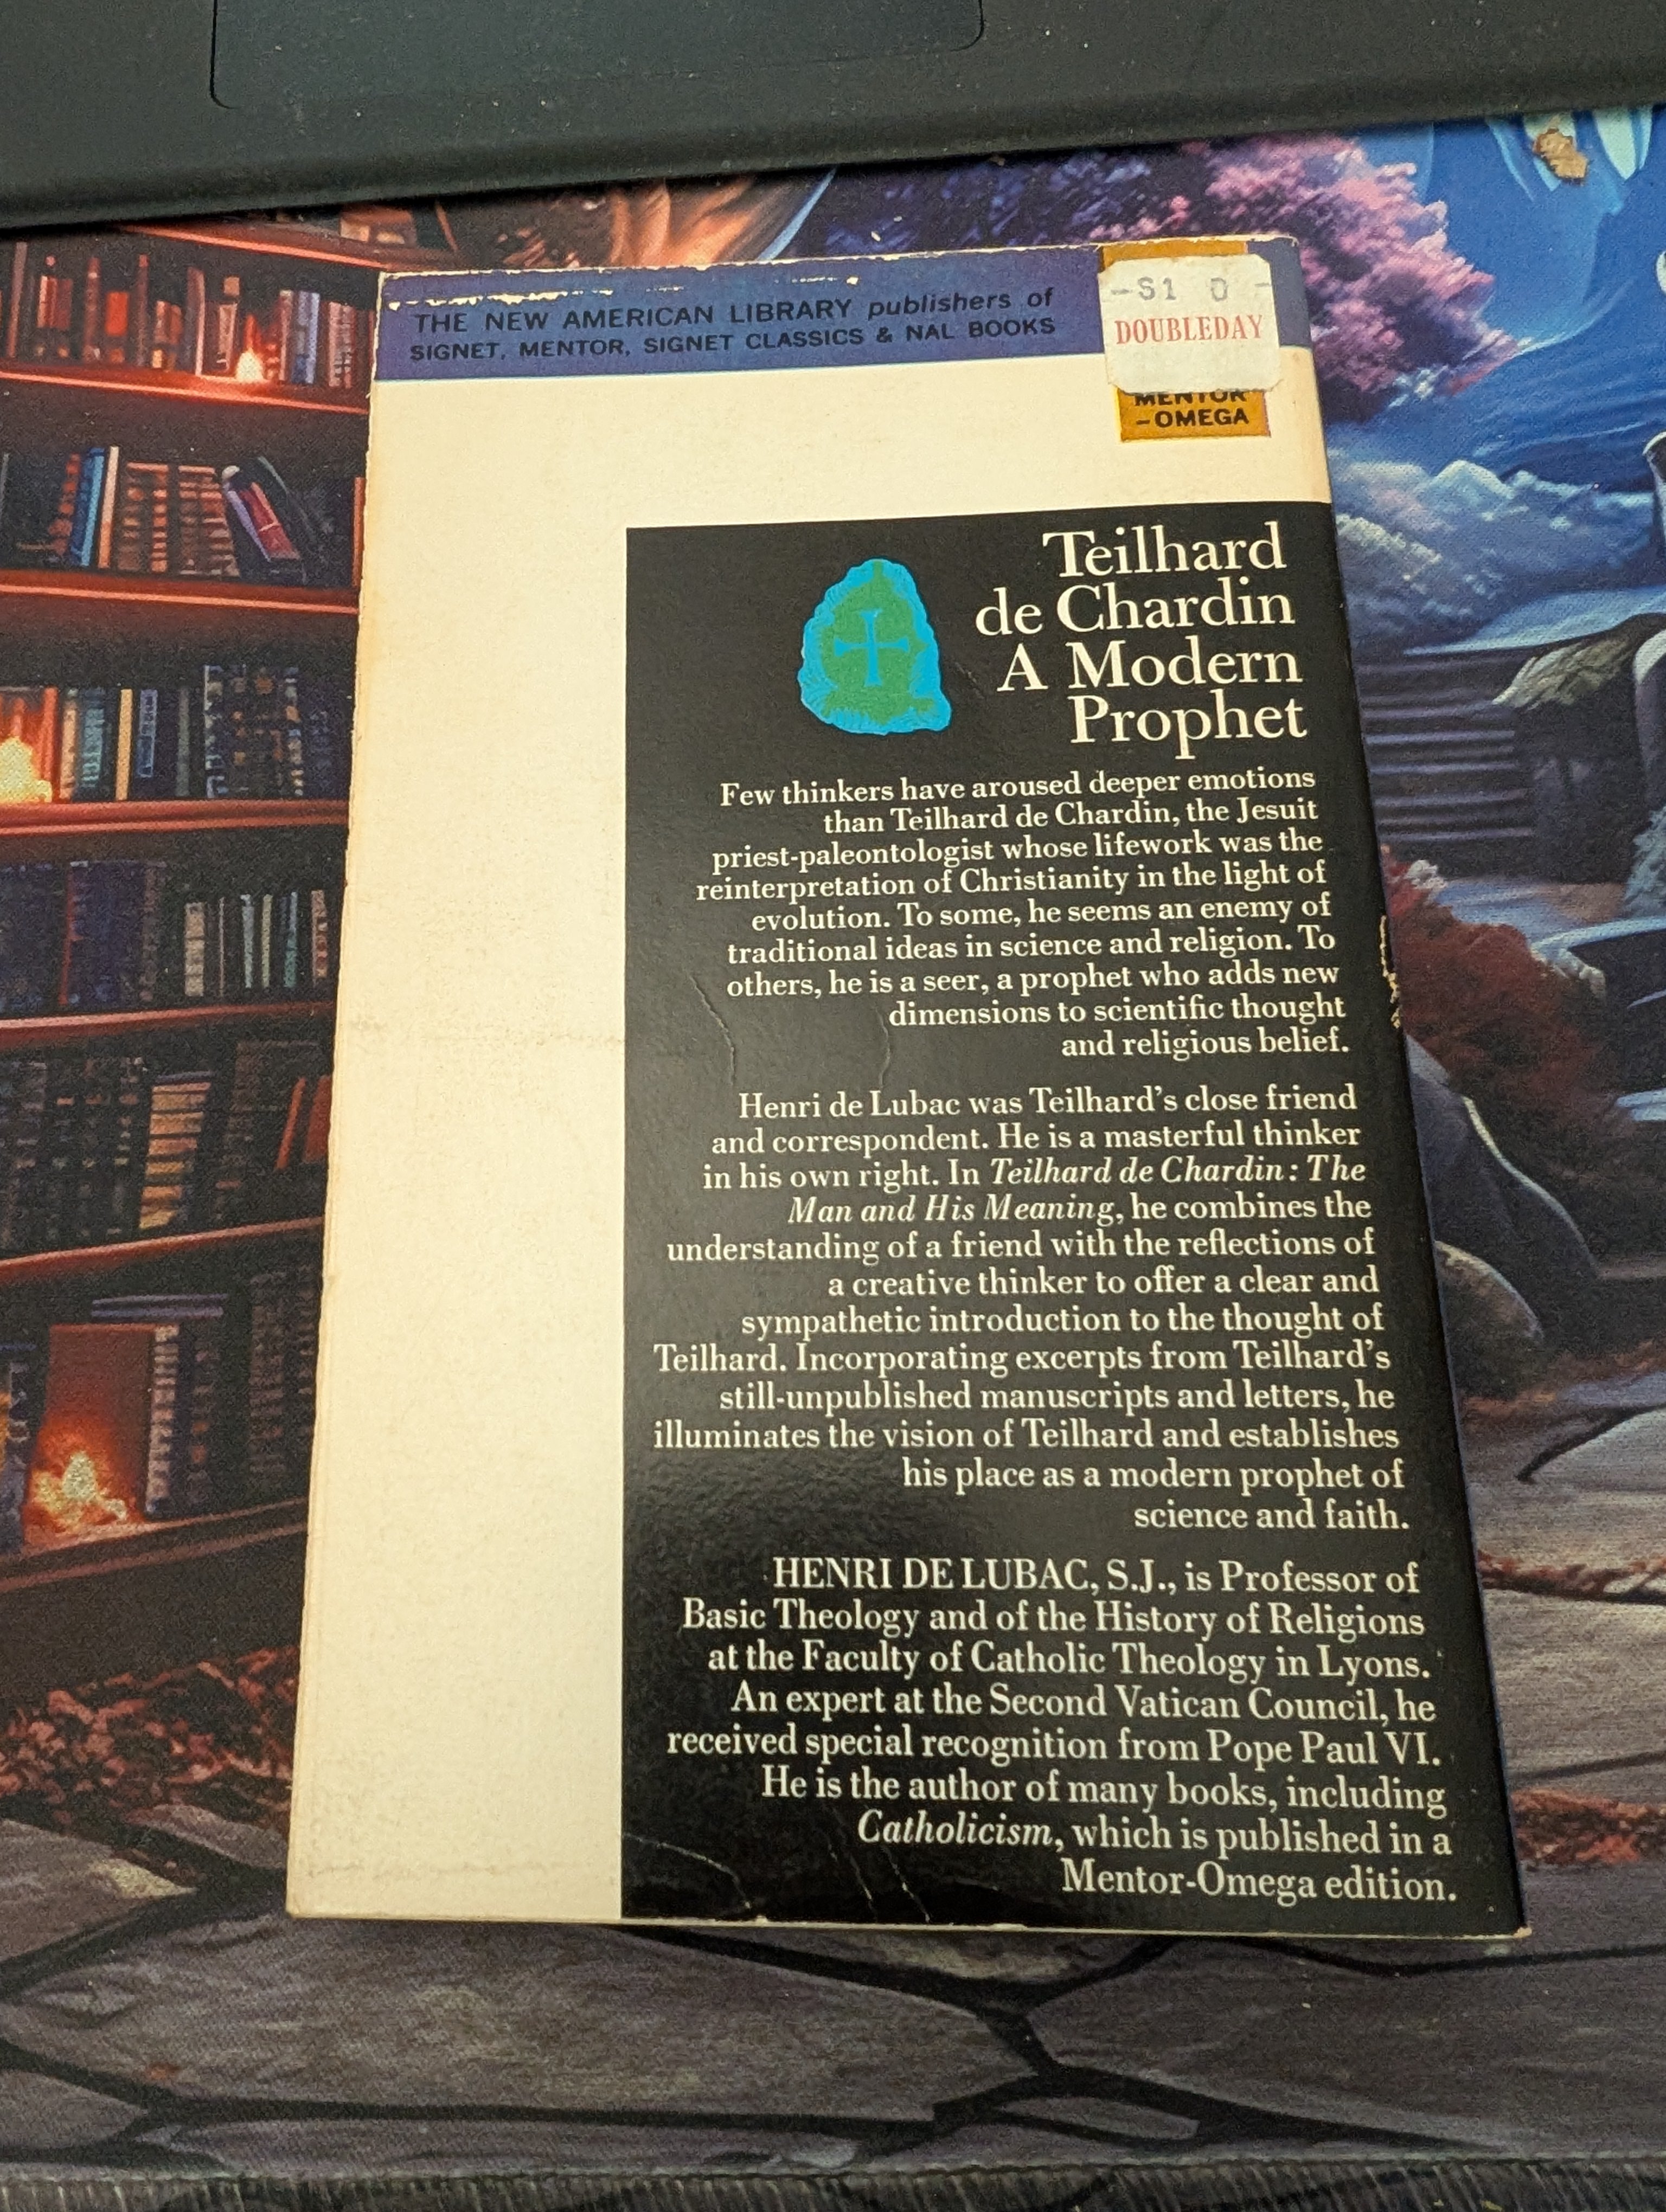 THE NEW AMERICAN LIBRARY publishers of
SIGNET, MENTOR, SIGNET CLASSICS & NAL BOOKS
-S1 0 -
DOUBLEDAY
MENTOR
-OMEGA
Teilhard
de Chardin
A Modern
Prophet
Few thinkers have aroused deeper emotions
than Teilhard de Chardin, the Jesuit
priest-paleontologist whose lifework was the
reinterpretation of Christianity in the light of
evolution. To some, he seems an enemy of
traditional ideas in science and religion. To
others, he is a seer, a prophet who adds new
dimensions to scientific thought
and religious belief.
Henri de Lubac was Teilhard's close friend
and correspondent. He is a masterful thinker
in his own right. In Teilhard de Chardin: The
Man and His Meaning, he combines the
understanding of a friend with the reflections of
a creative thinker to offer a clear and
sympathetic introduction to the thought of
Teilhard. Incorporating excerpts from Teilhard's
still-unpublished manuscripts and letters, he
illuminates the vision of Teilhard and establishes
his place as a modern prophet of
science and faith.
HENRI DE LUBAC, S.J., is Professor of
Basic Theology and of the History of Religions
at the Faculty of Catholic Theology in Lyons.
An expert at the Second Vatican Council, he
received special recognition from Pope Paul VI.
He is the author of many books, including
Catholicism, which is published in a
Mentor-Omega edition.